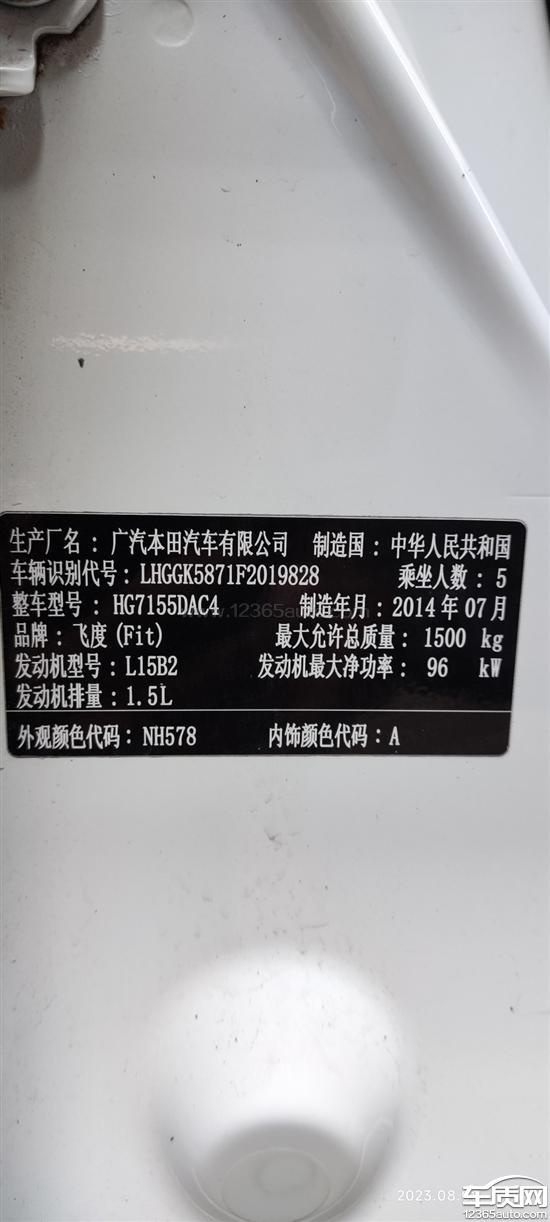 生产厂名：广汽本田汽车有限公司 制造国：中华人民共和国
车辆识别代号：LHGGK5871F2019828 乘坐人数：5
整车型号：HG7155DAC4 制造年月：2014年07月
www.12365auto.com
品牌：飞度(Fit) 最大允许总质量：1500 kg
发动机型号：L15B2 发动机最大净功率：96 kW
发动机排量：1.5L
外观颜色代码：NH578 内饰颜色代码：A
2023.08.
车质网
12365auto.com